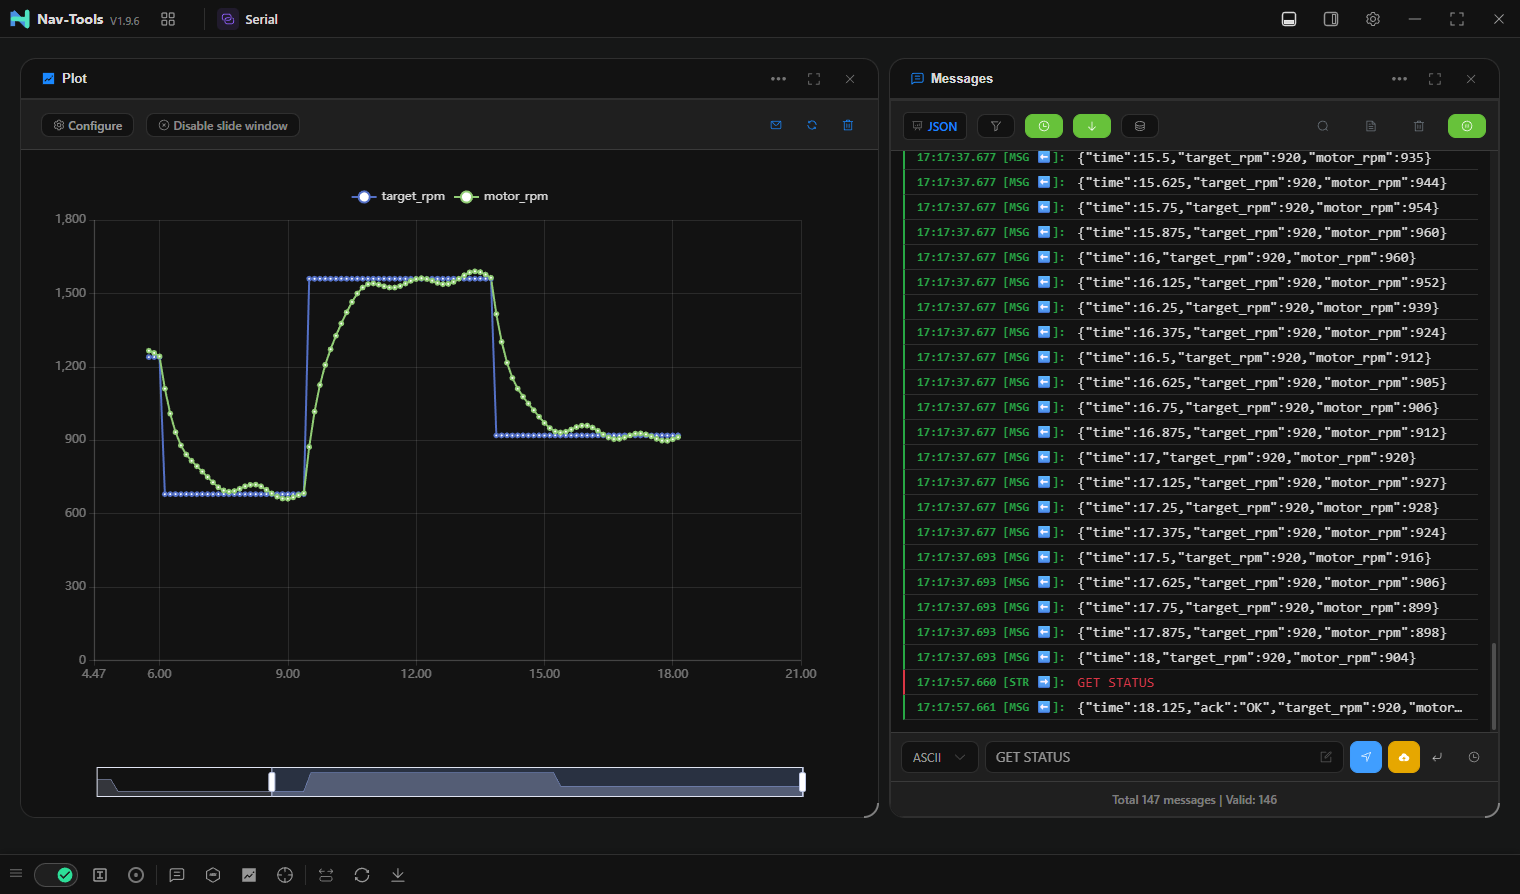 Nav-Tools V1.9.6 Serial
Plot
Configure Disable slide window
target_rpm motor_rpm
1,800
1,500
1,200
900
600
300
0
4.47 6.00 9.00 12.00 15.00 18.00 21.00
Messages
JSON
17:17:37.677 [MSG ⬅]: {"time":15.5,"target_rpm":920,"motor_rpm":935}
17:17:37.677 [MSG ⬅]: {"time":15.625,"target_rpm":920,"motor_rpm":944}
17:17:37.677 [MSG ⬅]: {"time":15.75,"target_rpm":920,"motor_rpm":954}
17:17:37.677 [MSG ⬅]: {"time":15.875,"target_rpm":920,"motor_rpm":960}
17:17:37.677 [MSG ⬅]: {"time":16,"target_rpm":920,"motor_rpm":960}
17:17:37.677 [MSG ⬅]: {"time":16.125,"target_rpm":920,"motor_rpm":952}
17:17:37.677 [MSG ⬅]: {"time":16.25,"target_rpm":920,"motor_rpm":939}
17:17:37.677 [MSG ⬅]: {"time":16.375,"target_rpm":920,"motor_rpm":924}
17:17:37.677 [MSG ⬅]: {"time":16.5,"target_rpm":920,"motor_rpm":912}
17:17:37.677 [MSG ⬅]: {"time":16.625,"target_rpm":920,"motor_rpm":905}
17:17:37.677 [MSG ⬅]: {"time":16.75,"target_rpm":920,"motor_rpm":906}
17:17:37.677 [MSG ⬅]: {"time":16.875,"target_rpm":920,"motor_rpm":912}
17:17:37.677 [MSG ⬅]: {"time":17,"target_rpm":920,"motor_rpm":920}
17:17:37.677 [MSG ⬅]: {"time":17.125,"target_rpm":920,"motor_rpm":927}
17:17:37.677 [MSG ⬅]: {"time":17.25,"target_rpm":920,"motor_rpm":928}
17:17:37.677 [MSG ⬅]: {"time":17.375,"target_rpm":920,"motor_rpm":924}
17:17:37.693 [MSG ⬅]: {"time":17.5,"target_rpm":920,"motor_rpm":916}
17:17:37.693 [MSG ⬅]: {"time":17.625,"target_rpm":920,"motor_rpm":906}
17:17:37.693 [MSG ⬅]: {"time":17.75,"target_rpm":920,"motor_rpm":899}
17:17:37.693 [MSG ⬅]: {"time":17.875,"target_rpm":920,"motor_rpm":898}
17:17:37.693 [MSG ⬅]: {"time":18,"target_rpm":920,"motor_rpm":904}
17:17:57.660 [STR ➡]: GET STATUS
17:17:57.661 [MSG ⬅]: {"time":18.125,"ack":"OK","target_rpm":920,"motor…
ASCII GET STATUS
Total 147 messages | Valid: 146